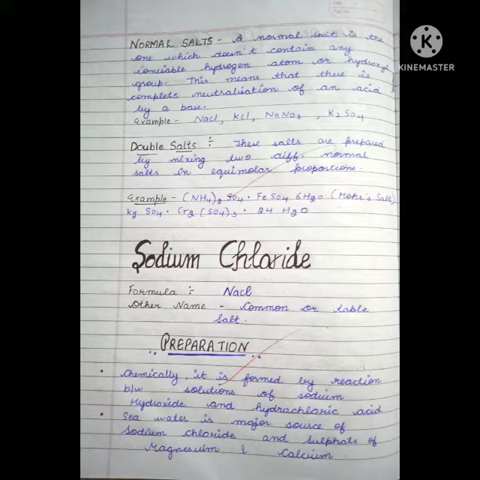 NORMAL SALTS - A normal salt is the
one which doesn't contain any
ionisable hydrogen atom or hydroxyl
group. This means that there is
complete neutralisation of an acid
by a base.
Example - NaCl, KCl, NaNO3, K2SO4
Double Salts :- These salts are prepared
by mixing two diff. normal
salts in equimolar proportions.
Example - (NH4)2 SO4 . FeSO4 6H2O (Mohr's Salt)
K2 SO4 . Cr2 (SO4)3 . 24 H2O
Sodium Chloride
Formula :- NaCl
Other Name - Common or table
Salt.
PREPARATION
• Chemically it is formed by reaction
b/w solutions of sodium
Hydroxide and hydrachloric acid
• Sea water is major source of
Sodium chloride and sulphate of
Magnesium & Calcium
K
KINEMASTER